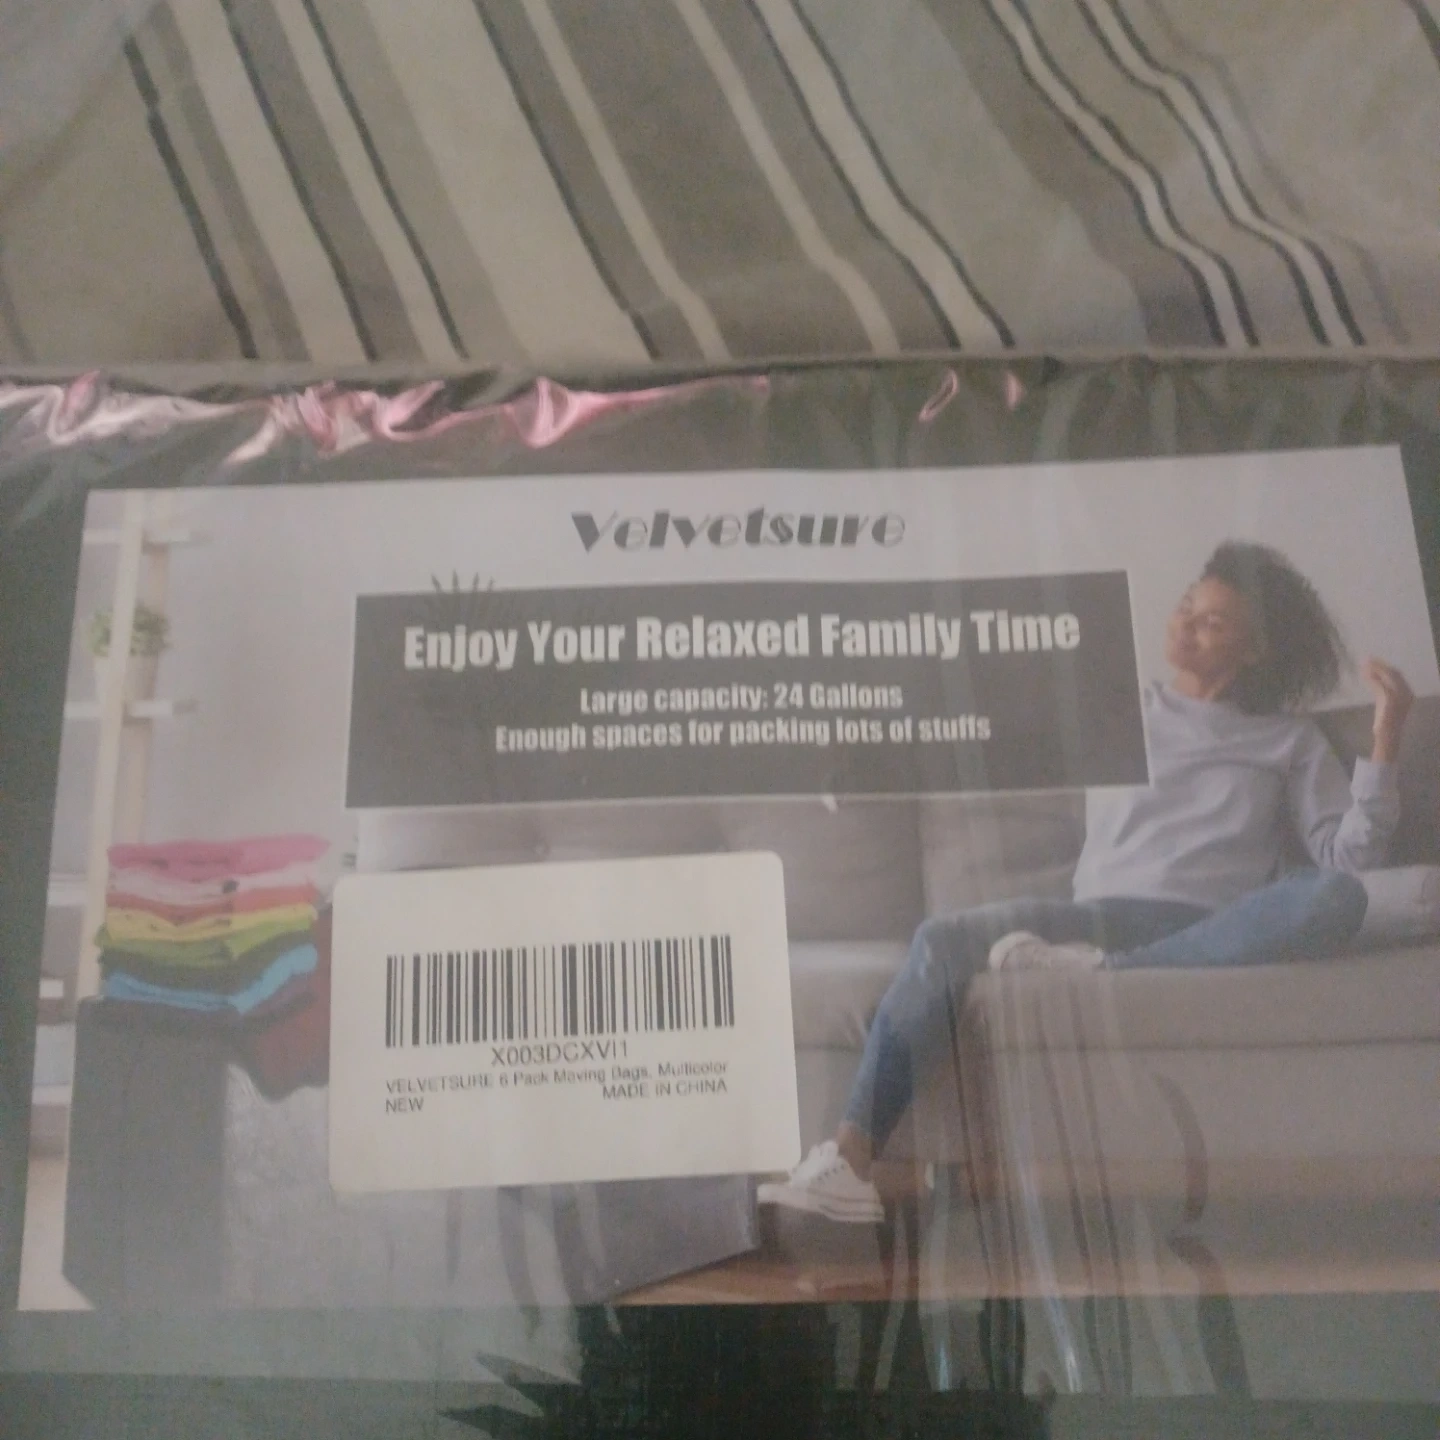 Velvetsure
Enjoy Your Relaxed Family Time
Large capacity: 24 Gallons
Enough spaces for packing lots of stuffs
X003DCXVI1
VELVETSURE 6 Pack Moving Bags, Multicolor
NEW MADE IN CHINA